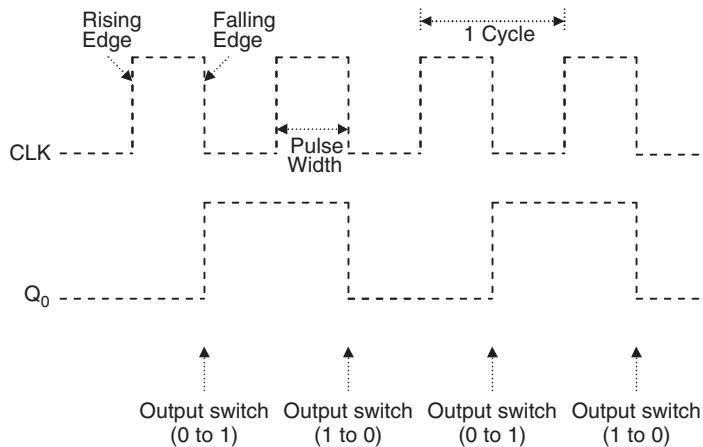 Rising
Edge
Falling
Edge
1 Cycle
CLK
Pulse
Width
Q0
Output switch
(0 to 1)
Output switch
(1 to 0)
Output switch
(0 to 1)
Output switch
(1 to 0)